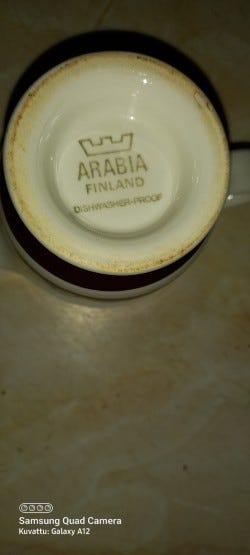 ARABIA
FINLAND
DISHWASHER-PROOF
Samsung Quad Camera
Kuvattu: Galaxy A12